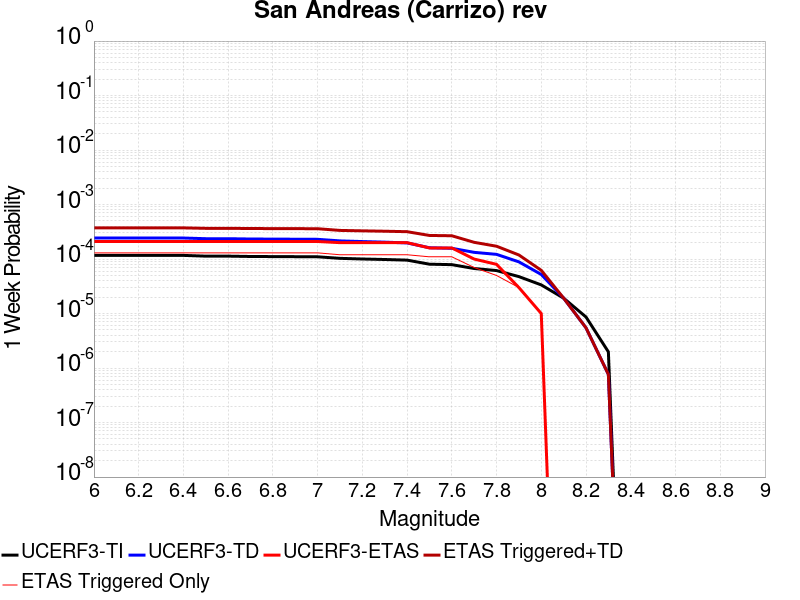 San Andreas (Carrizo) rev
10^0
10^-1
10^-2
10^-3
10^-4
10^-5
10^-6
10^-7
10^-8
1 Week Probability
6 6.2 6.4 6.6 6.8 7 7.2 7.4 7.6 7.8 8 8.2 8.4 8.6 8.8 9
Magnitude
UCERF3-TI UCERF3-TD UCERF3-ETAS ETAS Triggered+TD
ETAS Triggered Only